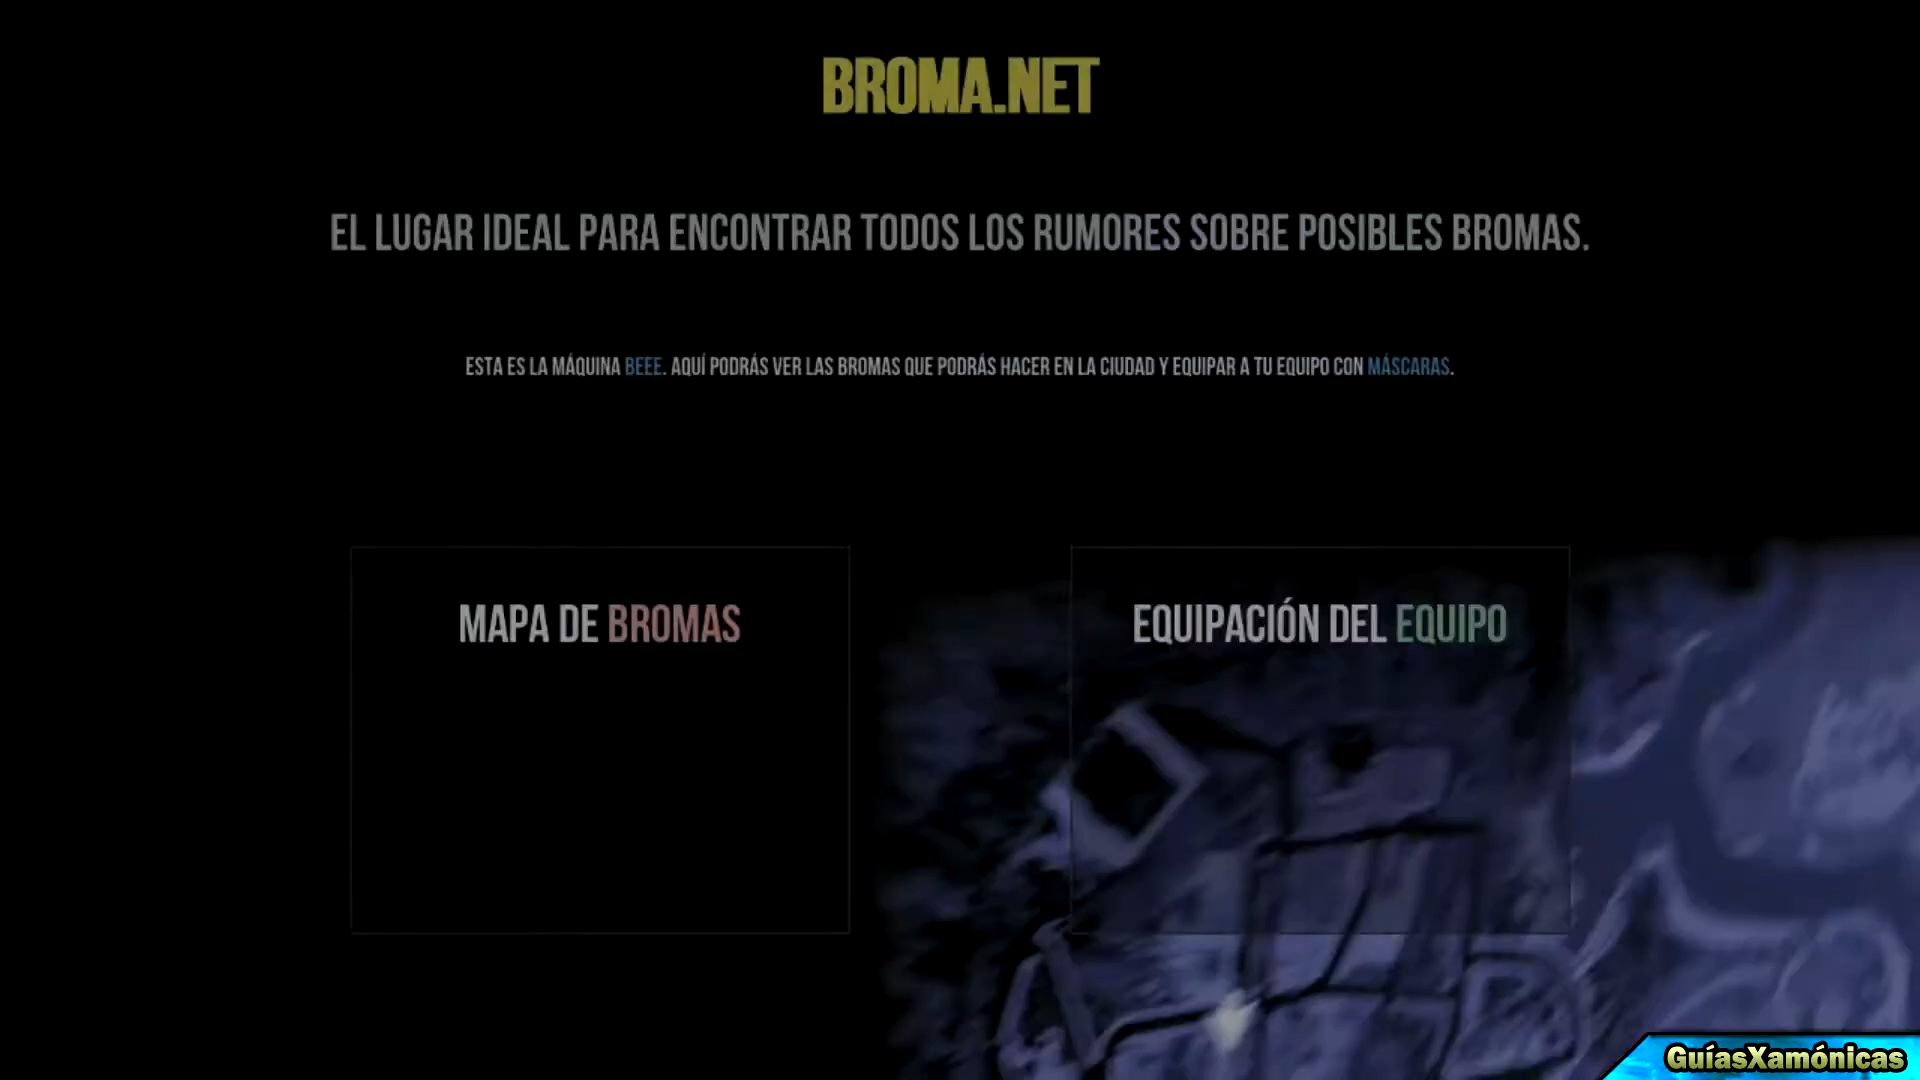 BROMA.NET
EL LUGAR IDEAL PARA ENCONTRAR TODOS LOS RUMORES SOBRE POSIBLES BROMAS.
ESTA ES LA MÁQUINA BEEE. AQUÍ PODRÁS VER LAS BROMAS QUE PODRÁS HACER EN LA CIUDAD Y EQUIPAR A TU EQUIPO CON MÁSCARAS.
MAPA DE BROMAS
EQUIPACIÓN DEL EQUIPO
GuíasXamónicas